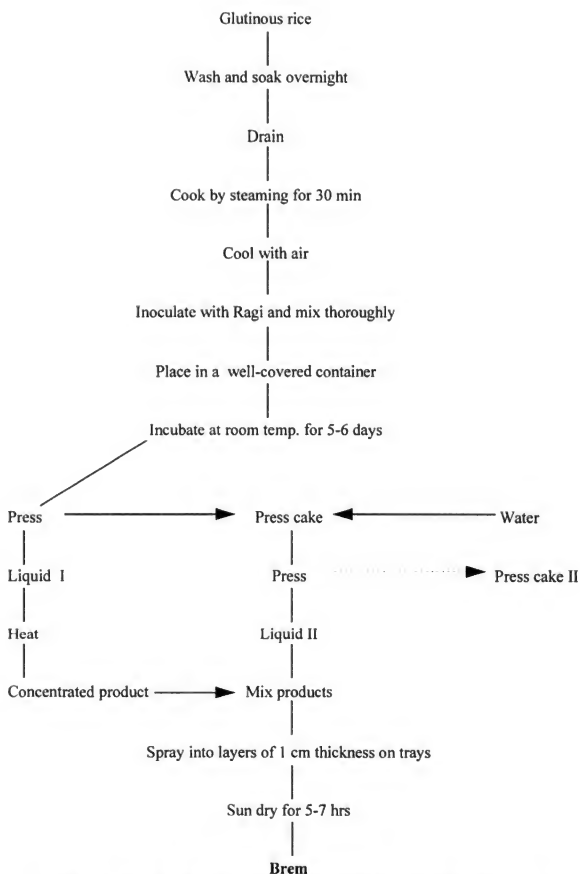 Glutinous rice
Wash and soak overnight
Drain
Cook by steaming for 30 min
Cool with air
Inoculate with Ragi and mix thoroughly
Place in a well-covered container
Incubate at room temp. for 5-6 days
Press Press cake Water
Liquid I Press Press cake II
Heat Liquid II
Concentrated product Mix products
Spray into layers of 1 cm thickness on trays
Sun dry for 5-7 hrs
Brem